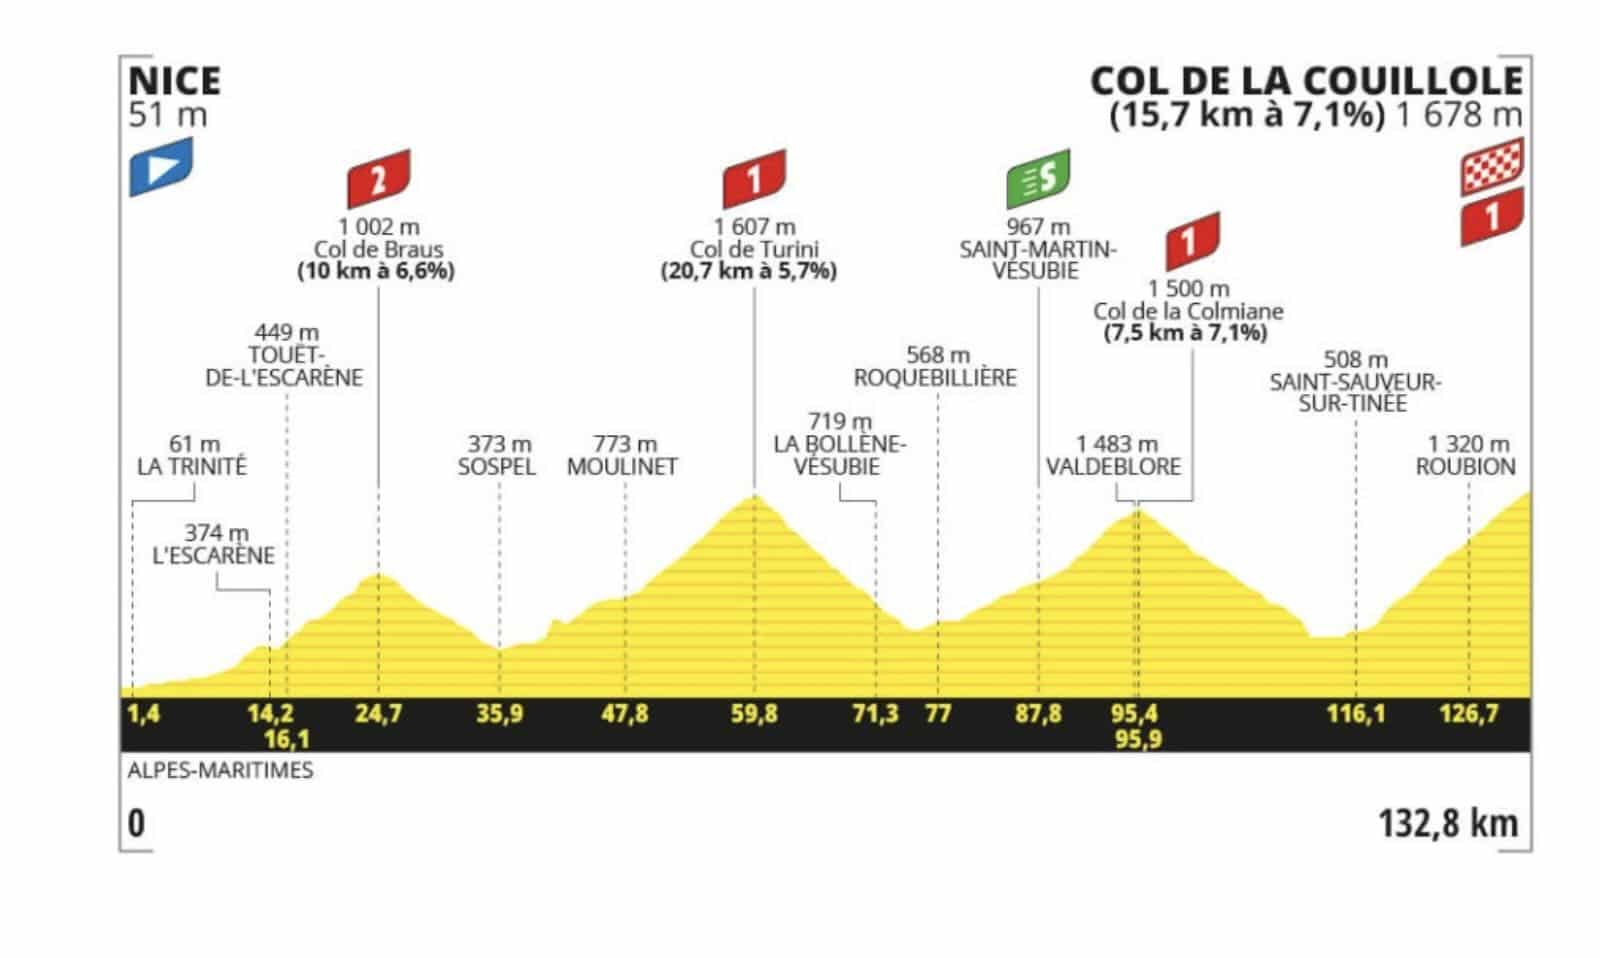 NICE
51 m
COL DE LA COUILLOLE
(15,7 km à 7,1%) 1 678 m
2
1 002 m
Col de Braus
(10 km à 6,6%)
1
1 607 m
Col de Turini
(20,7 km à 5,7%)
S
967 m
SAINT-MARTIN-
VÉSUBIE
1
1 500 m
Col de la Colmiane
(7,5 km à 7,1%)
1
449 m
TOUËT-
DE-L'ESCARÈNE
568 m
ROQUEBILLIÈRE
508 m
SAINT-SAUVEUR-
SUR-TINÉE
61 m
LA TRINITÉ
373 m
SOSPEL
773 m
MOULINET
719 m
LA BOLLÈNE-
VÉSUBIE
1 483 m
VALDEBLORE
1 320 m
ROUBION
374 m
L'ESCARÈNE
1,4 14,2 24,7 35,9 47,8 59,8 71,3 77 87,8 95,4 116,1 126,7
16,1 95,9
ALPES-MARITIMES
0 132,8 km